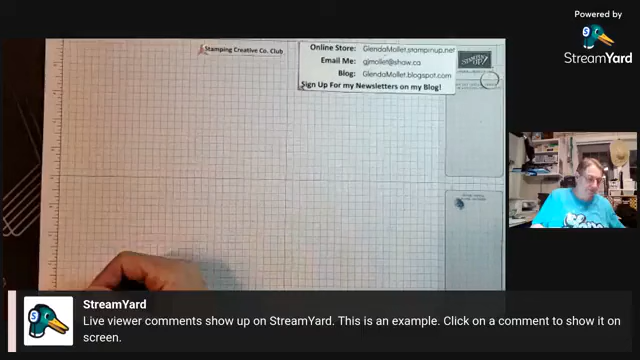 Powered by
StreamYard
Stamping Creative Co. Club
Online Store: GlendaMollet.stampinup.net
Email Me: gjmollet@shaw.ca
Blog: GlendaMollet.blogspot.com
Sign Up For my Newsletters on my Blog!
StreamYard
Live viewer comments show up on StreamYard. This is an example. Click on a comment to show it on
screen.